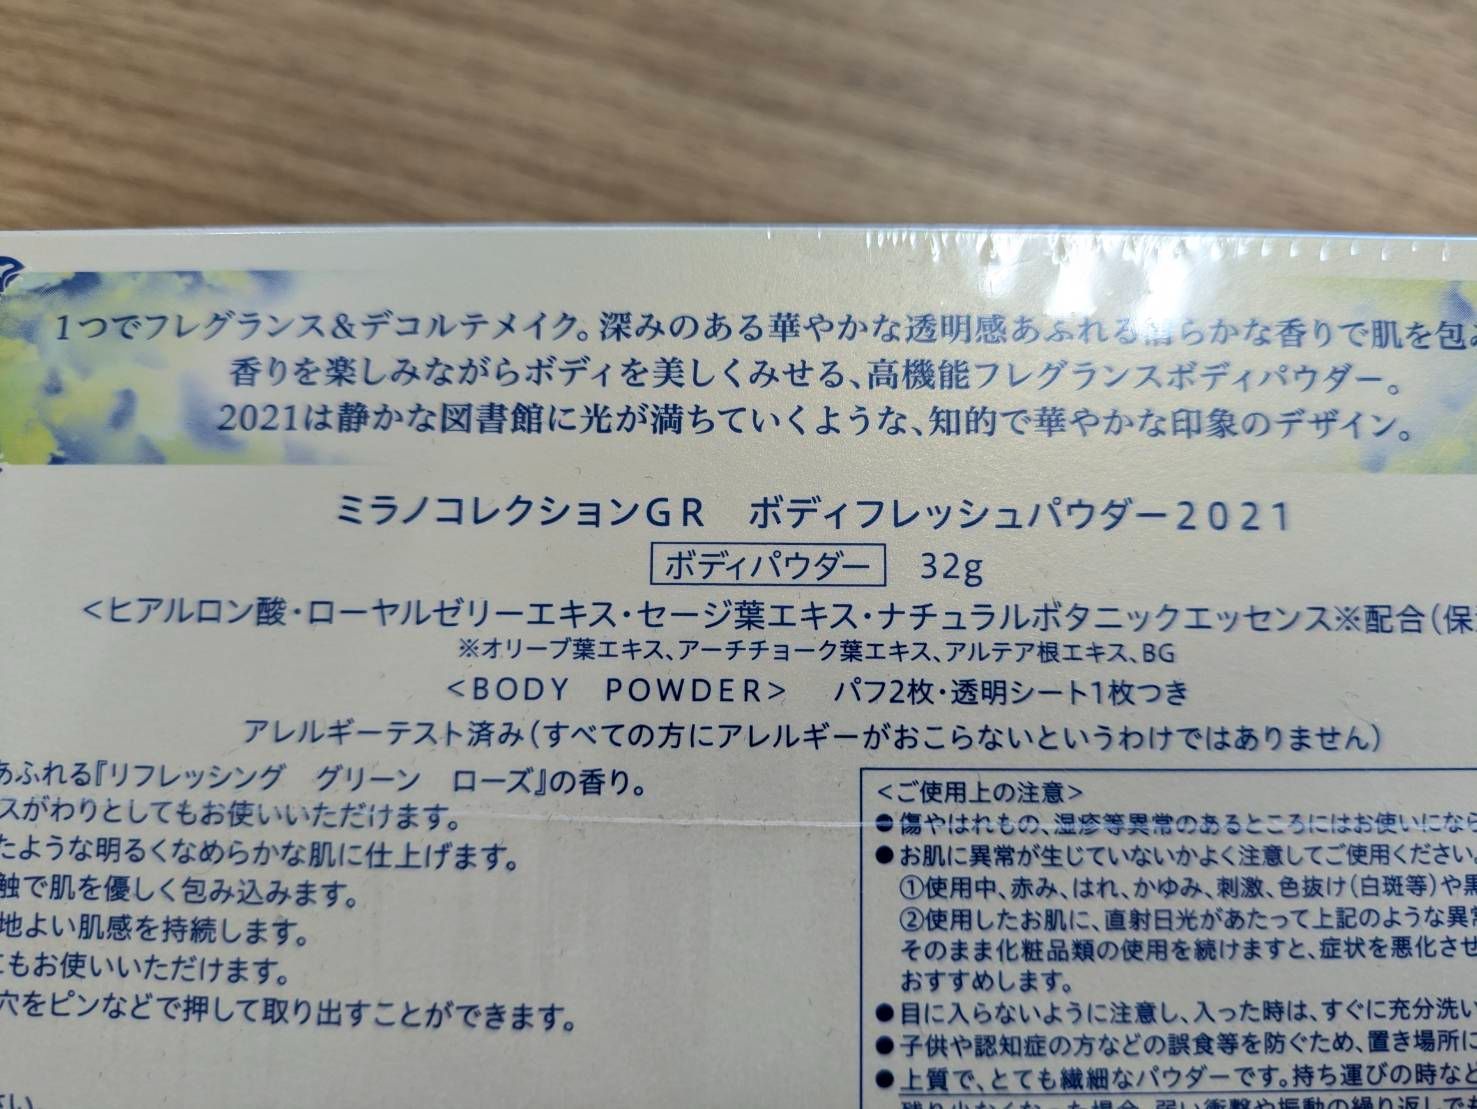 1つでフレグランス&デコルテメイク。深みのある華やかな透明感あふれる清らかな香りで肌を包み
香りを楽しみながらボディを美しくみせる、高機能フレグランスボディパウダー。
2021は静かな図書館に光が満ちていくような、知的で華やかな印象のデザイン。
ミラノコレクションGR ボディフレッシュパウダー2021
ボディパウダー 32g
<ヒアルロン酸・ローヤルゼリーエキス・セージ葉エキス・ナチュラルボタニックエッセンス※配合(保
※オリーブ葉エキス、アーチチョーク葉エキス、アルテア根エキス、BG
<BODY POWDER> パフ2枚・透明シート1枚つき
アレルギーテスト済み(すべての方にアレルギーがおこらないというわけではありません)
あふれる『リフレッシング グリーン ローズ』の香り。
スがわりとしてもお使いいただけます。
たような明るくなめらかな肌に仕上げます。
触で肌を優しく包み込みます。
地よい肌感を持続します。
にもお使いいただけます。
穴をピンなどで押して取り出すことができます。
<ご使用上の注意>
●傷やはれもの、湿疹等異常のあるところにはお使いになら
●お肌に異常が生じていないかよく注意してご使用ください。
①使用中、赤み、はれ、かゆみ、刺激、色抜け(白斑等)や黒
②使用したお肌に、直射日光があたって上記のような異常
そのまま化粧品類の使用を続けますと、症状を悪化させ
おすすめします。
●目に入らないように注意し、入った時は、すぐに充分洗い
●子供や認知症の方などの誤食等を防ぐため、置き場所に
●上質で、とても繊細なパウダーです。持ち運びの時など